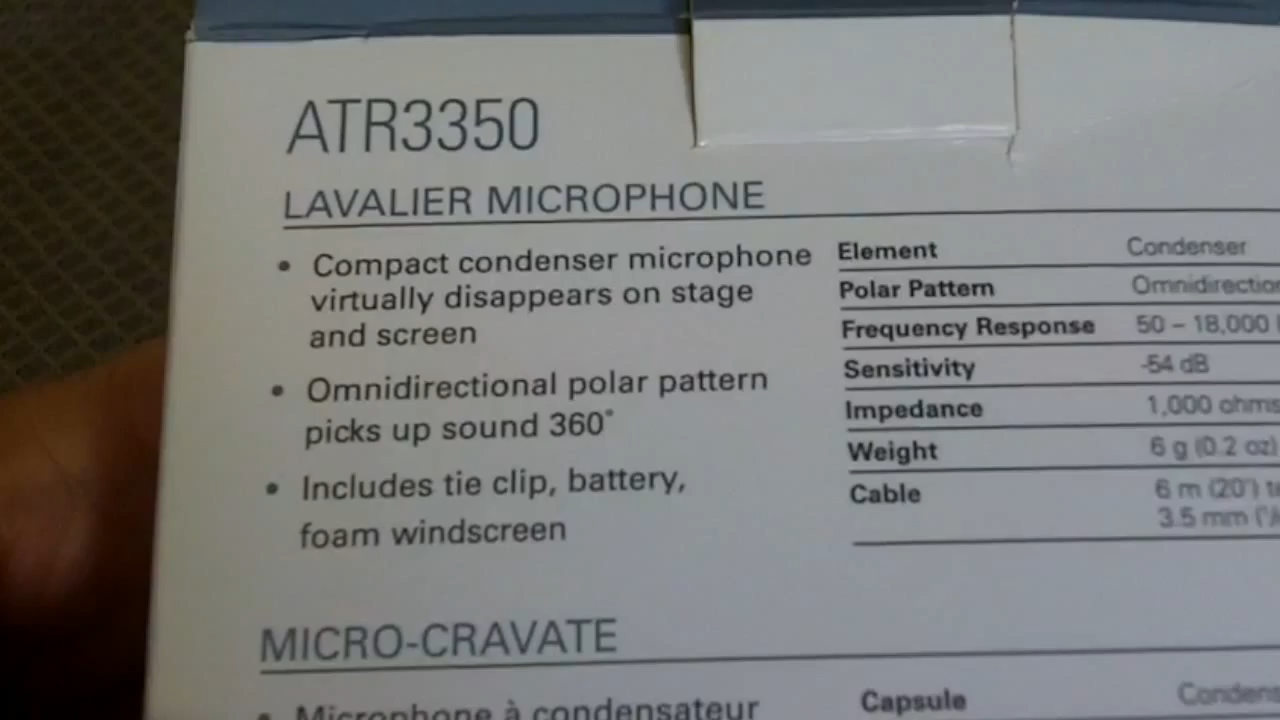 ATR3350
LAVALIER MICROPHONE
• Compact condenser microphone
virtually disappears on stage
and screen
• Omnidirectional polar pattern
picks up sound 360°
• Includes tie clip, battery,
foam windscreen
Element Condenser
Polar Pattern
Frequency Response 50 – 18,000
Sensitivity -54 dB
Impedance 1,000 ohms
Weight 6 g (0.2 oz)
Cable 6 m (20')
3.5 mm
MICRO-CRAVATE
• Microphone à condensateur
Capsule